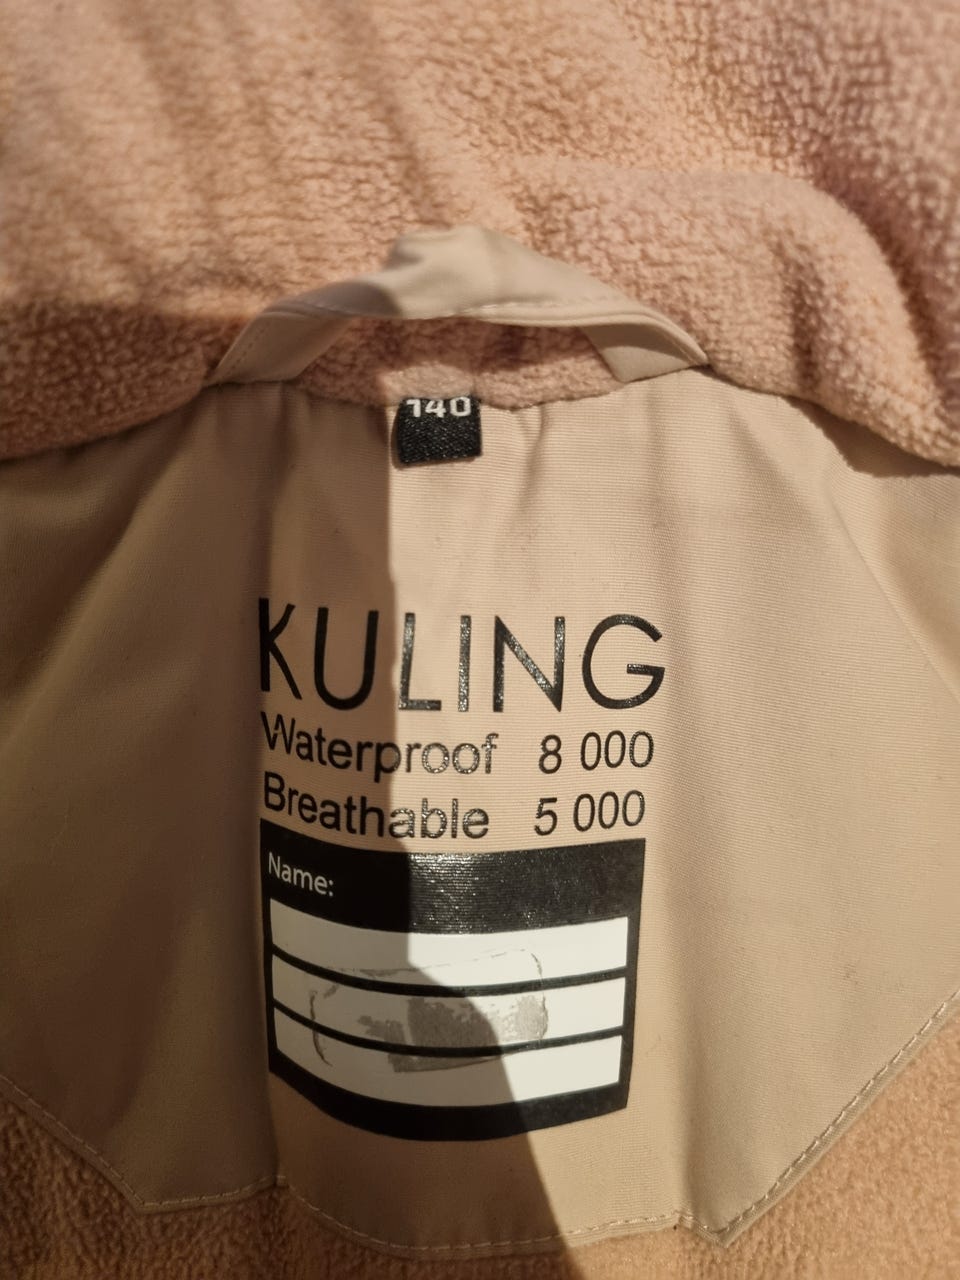 140
KULING
Waterproof 8 000
Breathable 5 000
Name: